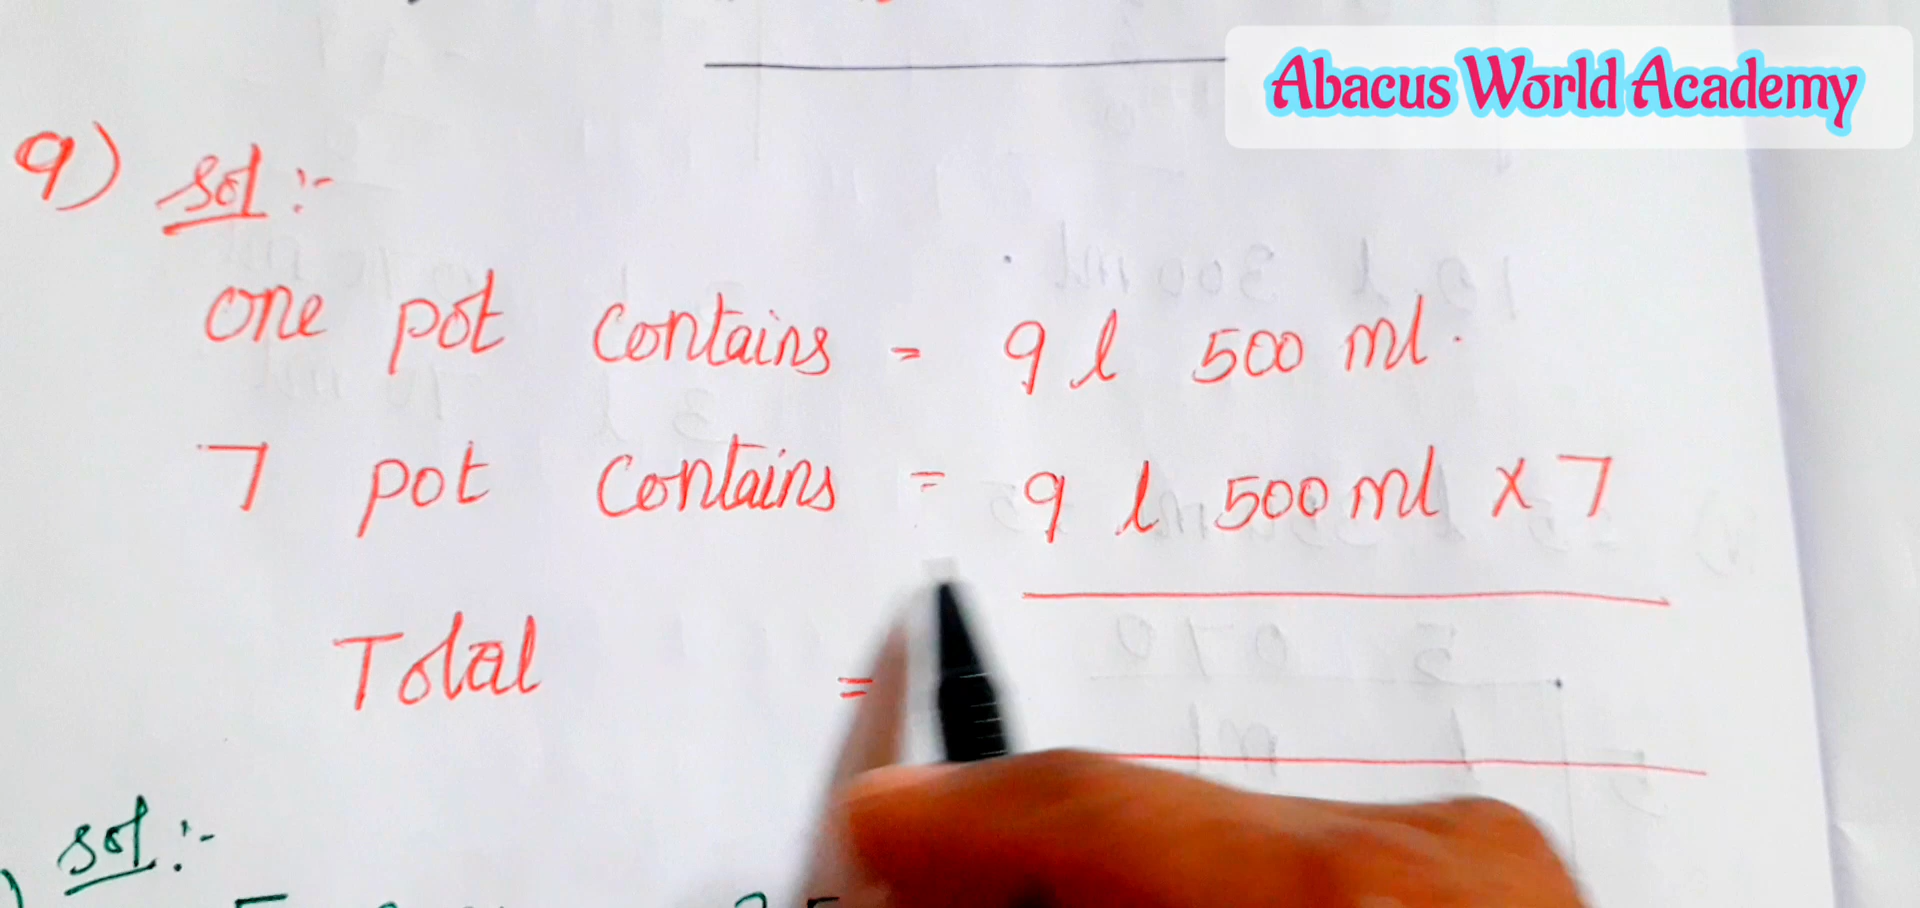 Abacus World Academy
9) Sol :-
one pot contains = 9 l 500 ml.
7 pot contains = 9 l 500 ml x 7
Total =
Sol :-